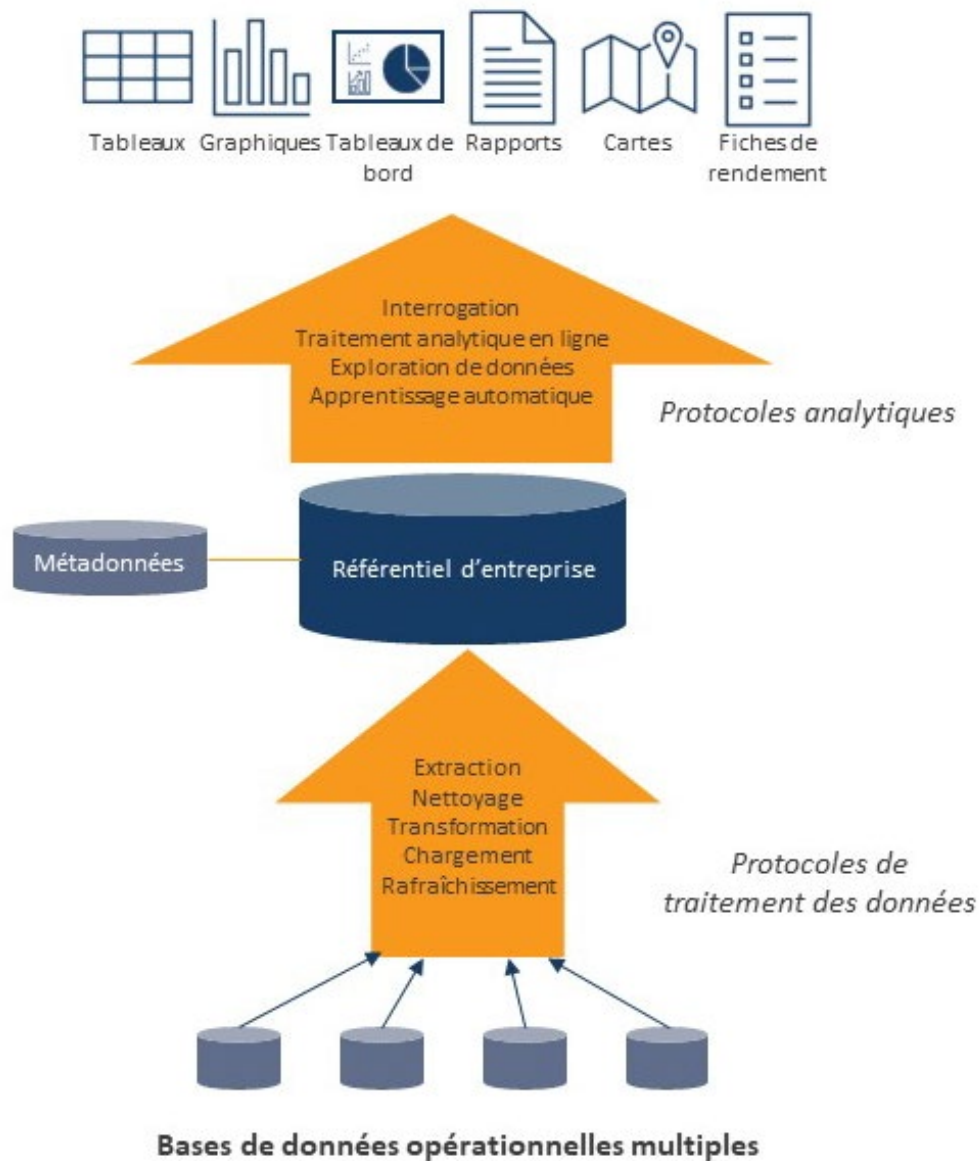 Tableaux
Graphiques
Tableaux de
bord
Rapports
Cartes
Fiches de
rendement
Interrogation
Traitement analytique en ligne
Exploration de données
Apprentissage automatique
Protocoles analytiques
Métadonnées
Référentiel d'entreprise
Extraction
Nettoyage
Transformation
Chargement
Rafraîchissement
Protocoles de
traitement des données
Bases de données opérationnelles multiples